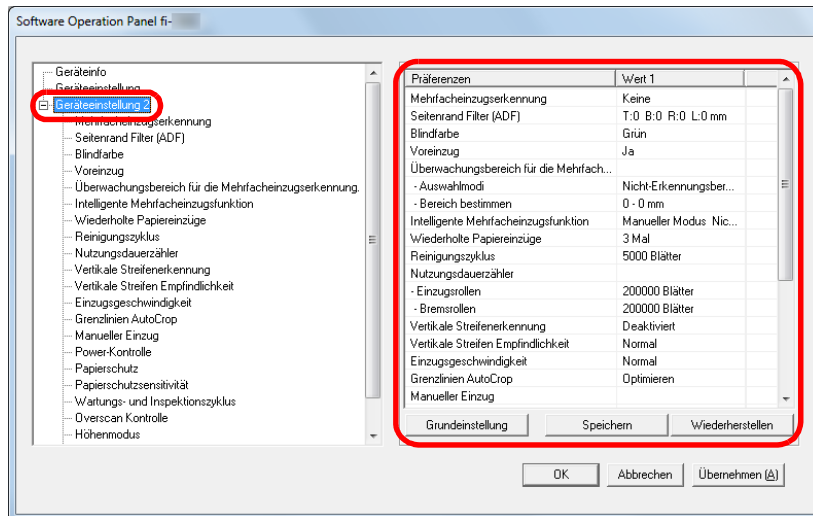 Software Operation Panel fi-
Geräteinfo
Geräteeinstellung
Geräteeinstellung 2
Mehrfacheinzugserkennung
Seitenrand Filter (ADF)
Blindfarbe
Voreinzug
Überwachungsbereich für die Mehrfacheinzugserkennung.
Intelligente Mehrfacheinzugsfunktion
Wiederholte Papiereinzüge
Reinigungszyklus
Nutzungsdauerzähler
Vertikale Streifenerkennung
Vertikale Streifen Empfindlichkeit
Einzugsgeschwindigkeit
Grenzlinien AutoCrop
Manueller Einzug
Power-Kontrolle
Papierschutz
Papierschutzsensitivität
Wartungs- und Inspektionszyklus
Overscan Kontrolle
Höhenmodus
Präferenzen Wert 1
Mehrfacheinzugserkennung Keine
Seitenrand Filter (ADF) T:0 B:0 R:0 L:0 mm
Blindfarbe Grün
Voreinzug Ja
Überwachungsbereich für die Mehrfach...
- Auswahlmodi Nicht-Erkennungsber...
- Bereich bestimmen 0 - 0 mm
Intelligente Mehrfacheinzugsfunktion Manueller Modus Nic...
Wiederholte Papiereinzüge 3 Mal
Reinigungszyklus 5000 Blätter
Nutzungsdauerzähler
- Einzugsrollen 200000 Blätter
- Bremsrollen 200000 Blätter
Vertikale Streifenerkennung Deaktiviert
Vertikale Streifen Empfindlichkeit Normal
Einzugsgeschwindigkeit Normal
Grenzlinien AutoCrop Optimieren
Manueller Einzug
Grundeinstellung Speichern Wiederherstellen
OK Abbrechen Übernehmen (A)